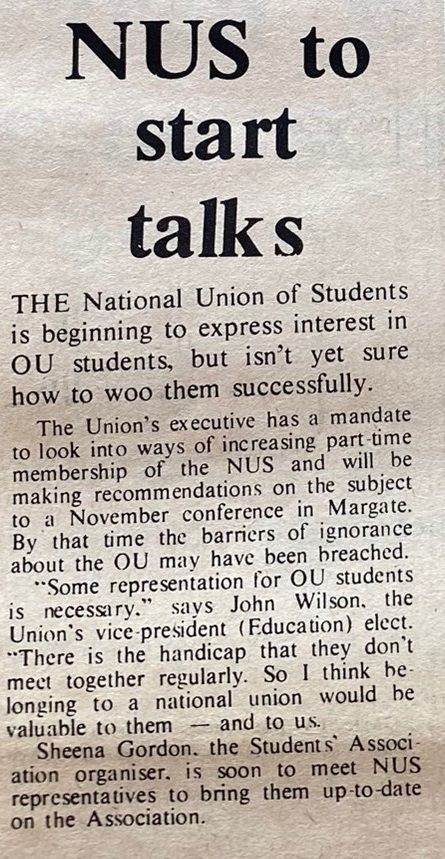 NUS to
start
talks
THE National Union of Students
is beginning to express interest in
OU students, but isn't yet sure
how to woo them successfully.
The Union's executive has a mandate
to look into ways of increasing part-time
membership of the NUS and will be
making recommendations on the subject
to a November conference in Margate.
By that time the barriers of ignorance
about the OU may have been breached.
"Some representation for OU students
is necessary," says John Wilson, the
Union's vice-president (Education) elect.
"There is the handicap that they don't
meet together regularly. So I think be-
longing to a national union would be
valuable to them — and to us.
Sheena Gordon, the Students' Associ-
ation organiser, is soon to meet NUS
representatives to bring them up-to-date
on the Association.